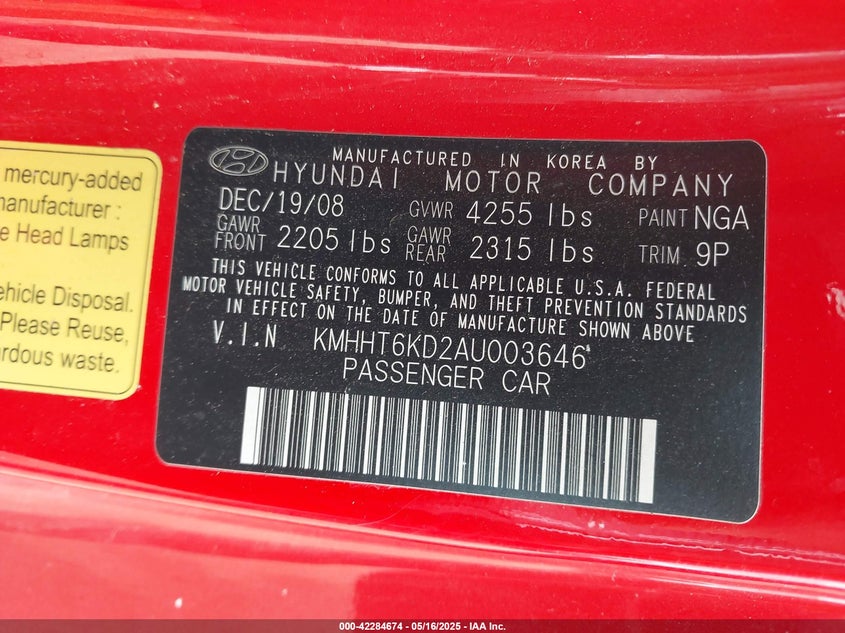 mercury-added
manufacturer :
e Head Lamps
ehicle Disposal.
Please Reuse,
ardous waste.
MANUFACTURED IN KOREA BY
HYUNDAI MOTOR COMPANY
DEC/19/08 GVWR 4255 lbs PAINT NGA
GAWR FRONT 2205 lbs GAWR REAR 2315 lbs TRIM 9P
THIS VEHICLE CONFORMS TO ALL APPLICABLE U.S.A. FEDERAL
MOTOR VEHICLE SAFETY, BUMPER, AND THEFT PREVENTION STANDARDS
IN EFFECT ON THE DATE OF MANUFACTURE SHOWN ABOVE
V.I.N KMHHT6KD2AU003646
PASSENGER CAR
000-42284674 - 05/16/2025 - IAA Inc.